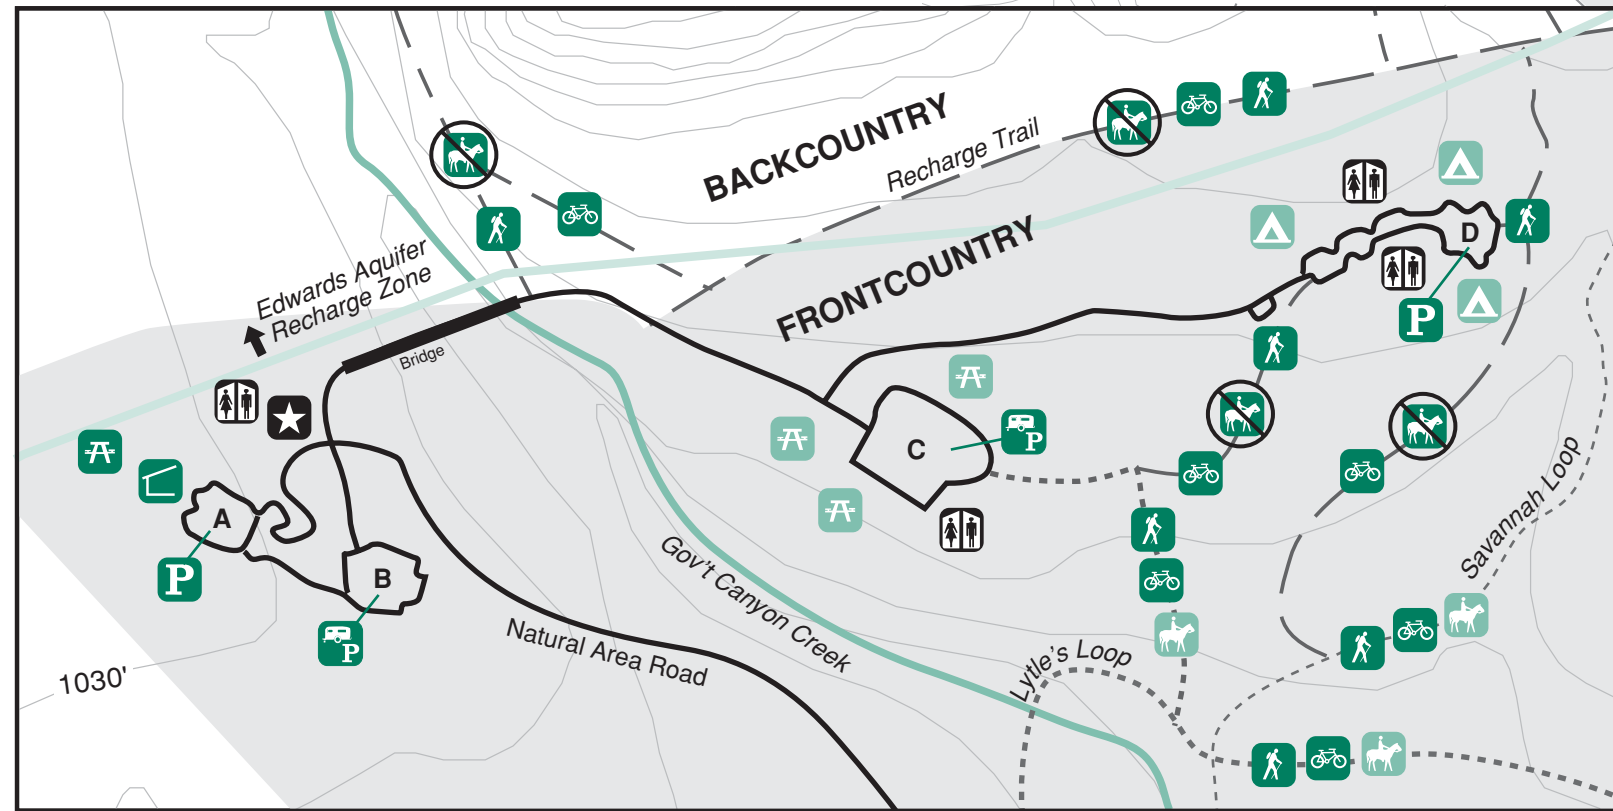 BACKCOUNTRY
Recharge Trail
FRONTCOUNTRY
Edwards Aquifer
Recharge Zone
Bridge
D
P
C
P
A
P
B
P
Savannah Loop
Gov't Canyon Creek
Natural Area Road
Lytle's Loop
1030'